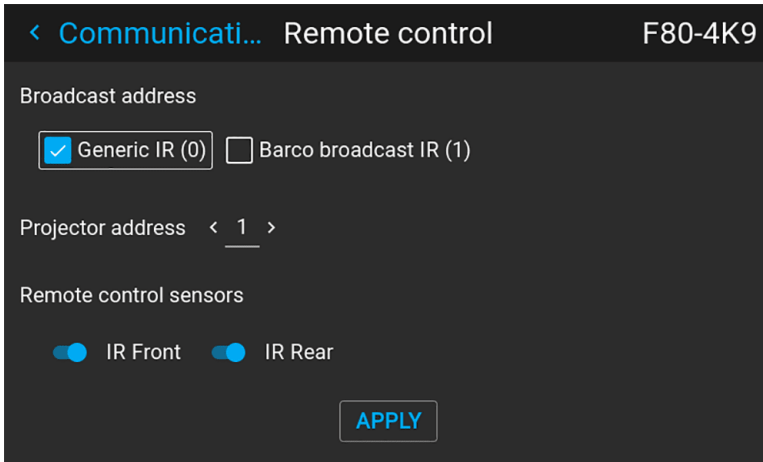 < Communicati... Remote control F80-4K9
Broadcast address
Generic IR (0) Barco broadcast IR (1)
Projector address < 1 >
Remote control sensors
IR Front IR Rear
APPLY